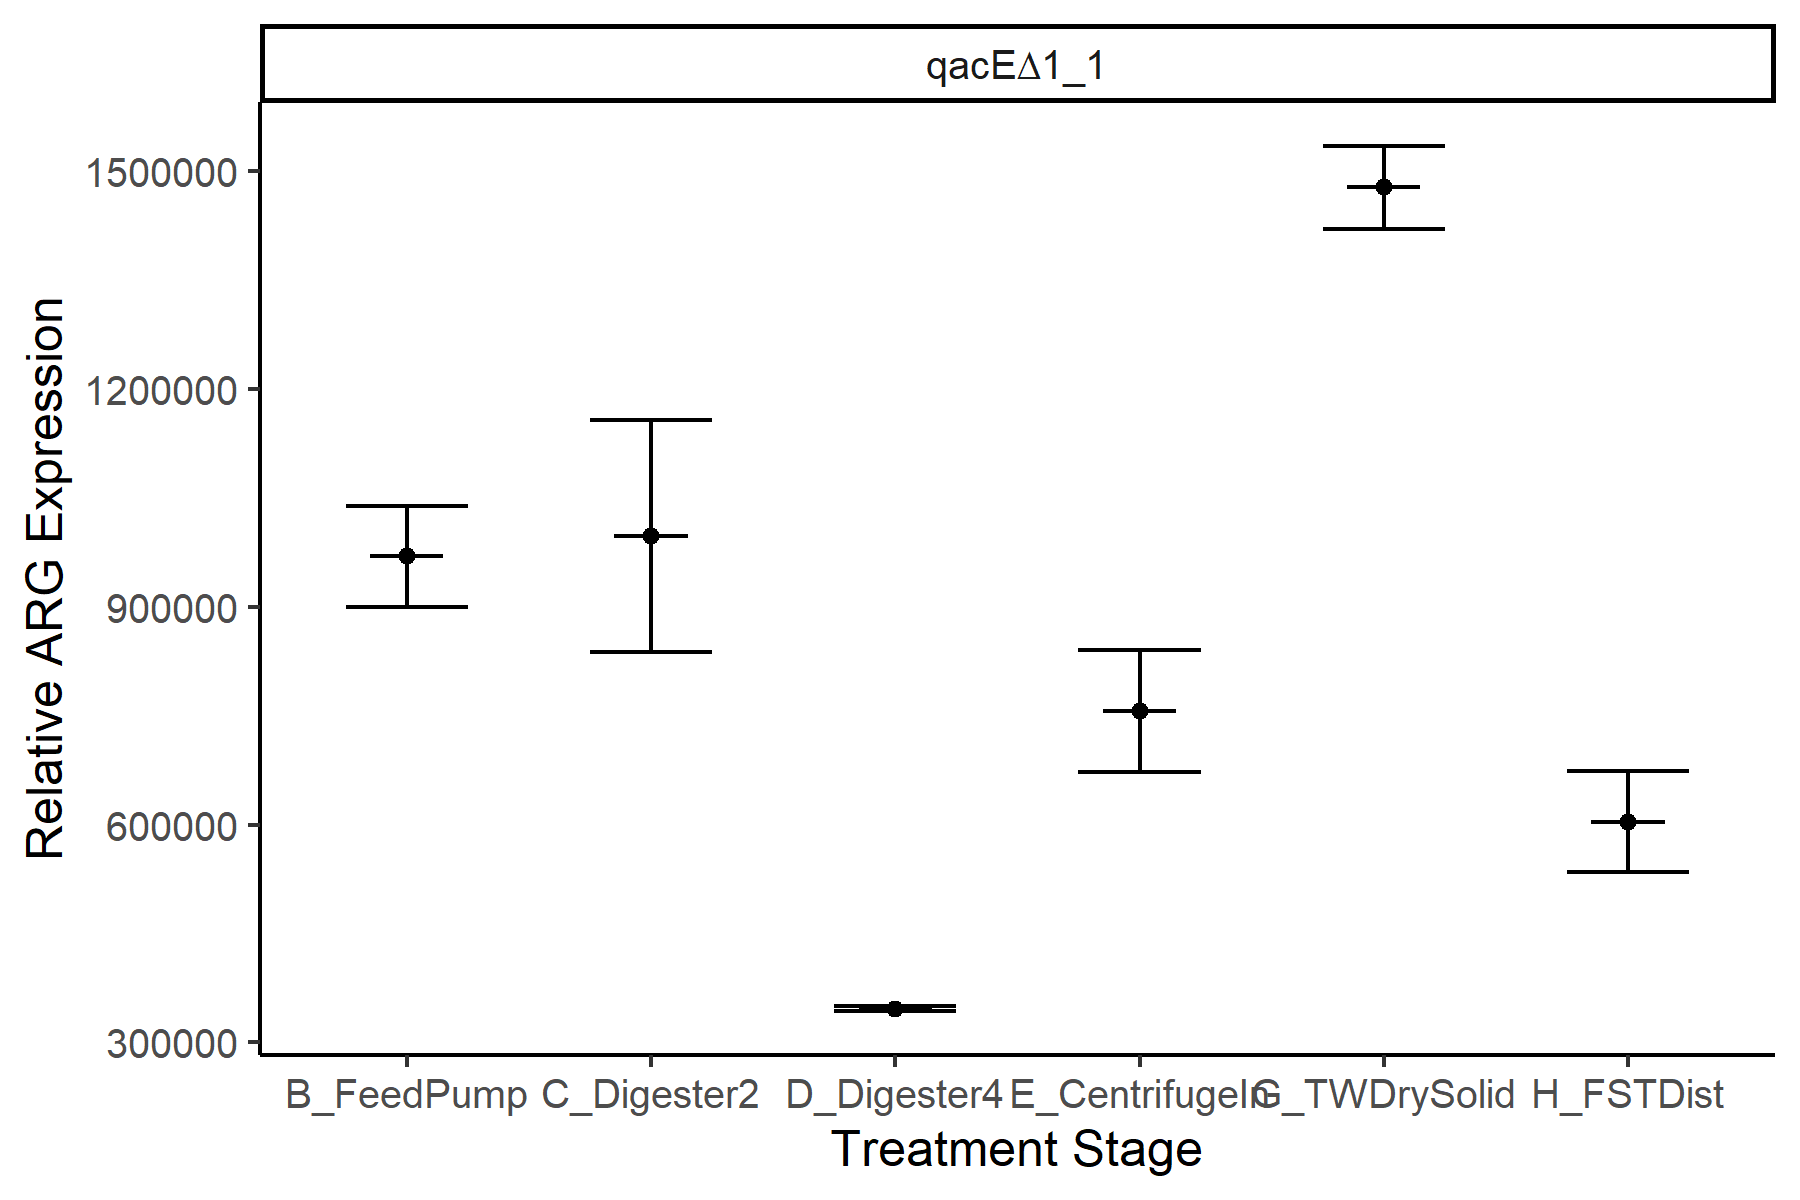 qacEΔ1_1
Relative ARG Expression
1500000
1200000
900000
600000
300000
B_FeedPump C_Digester2 D_Digester4 E_CentrifugeIn G_TWDrySolid H_FSTDist
Treatment Stage